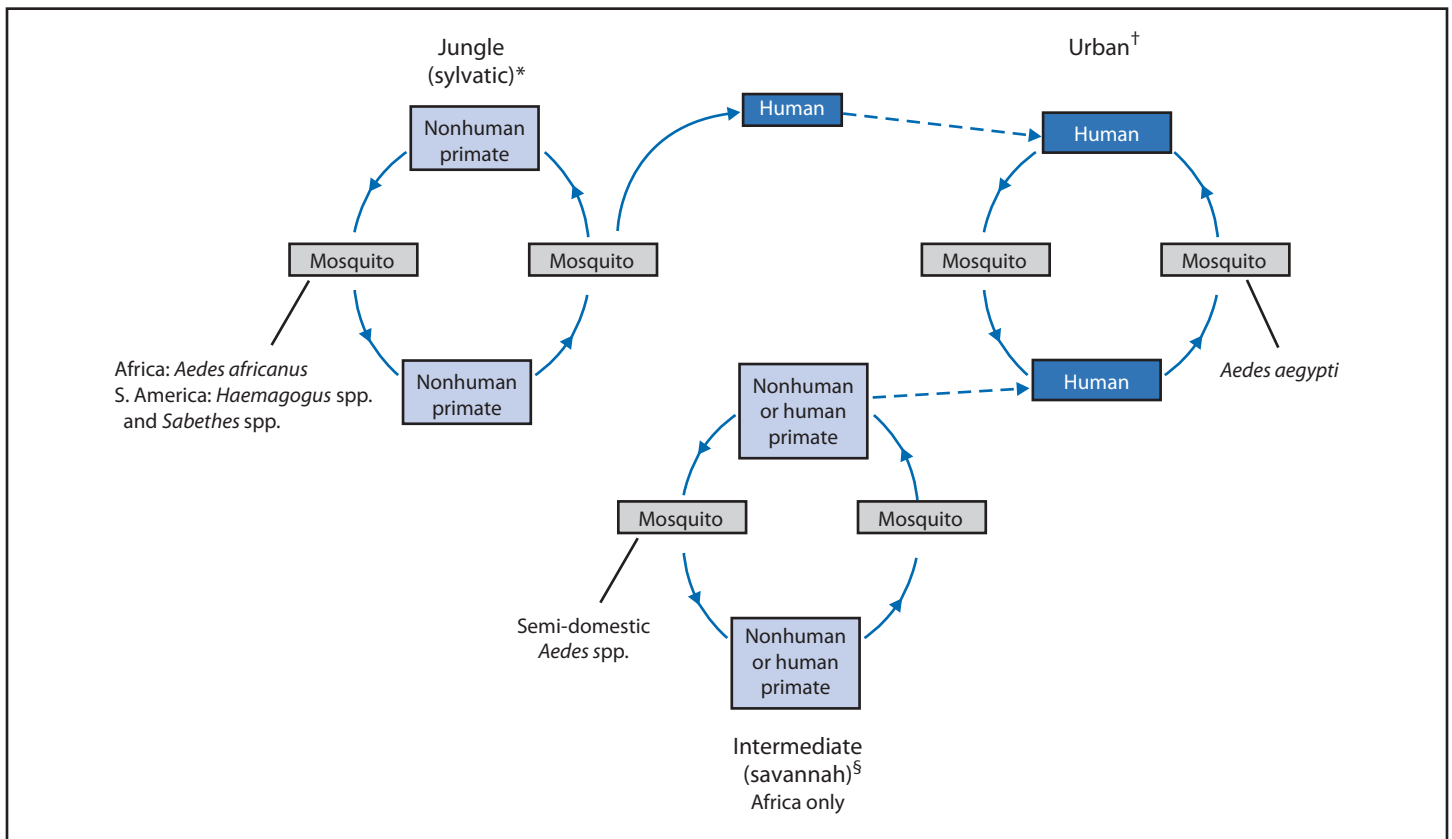 Jungle
(sylvatic)*
Urban†
Nonhuman
primate
Human
Human
Mosquito
Mosquito
Mosquito
Mosquito
Africa: Aedes africanus
S. America: Haemagogus spp.
and Sabethes spp.
Nonhuman
primate
Nonhuman
or human
primate
Human
Aedes aegypti
Mosquito
Mosquito
Semi-domestic
Aedes spp.
Nonhuman
or human
primate
Intermediate
(savannah)§
Africa only